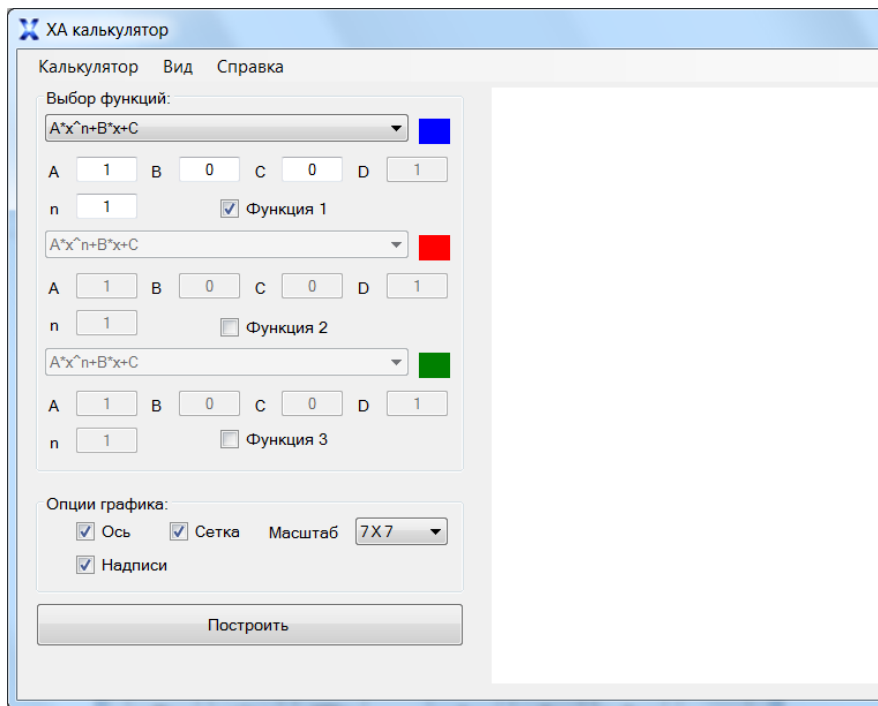 XA калькулятор
Калькулятор Вид Справка
Выбор функций:
A*x^n+B*x+C
A 1 B 0 C 0 D 1
n 1 Функция 1
A*x^n+B*x+C
A 1 B 0 C 0 D 1
n 1 Функция 2
A*x^n+B*x+C
A 1 B 0 C 0 D 1
n 1 Функция 3
Опции графика:
Ось Сетка Масштаб 7X7
Надписи
Построить